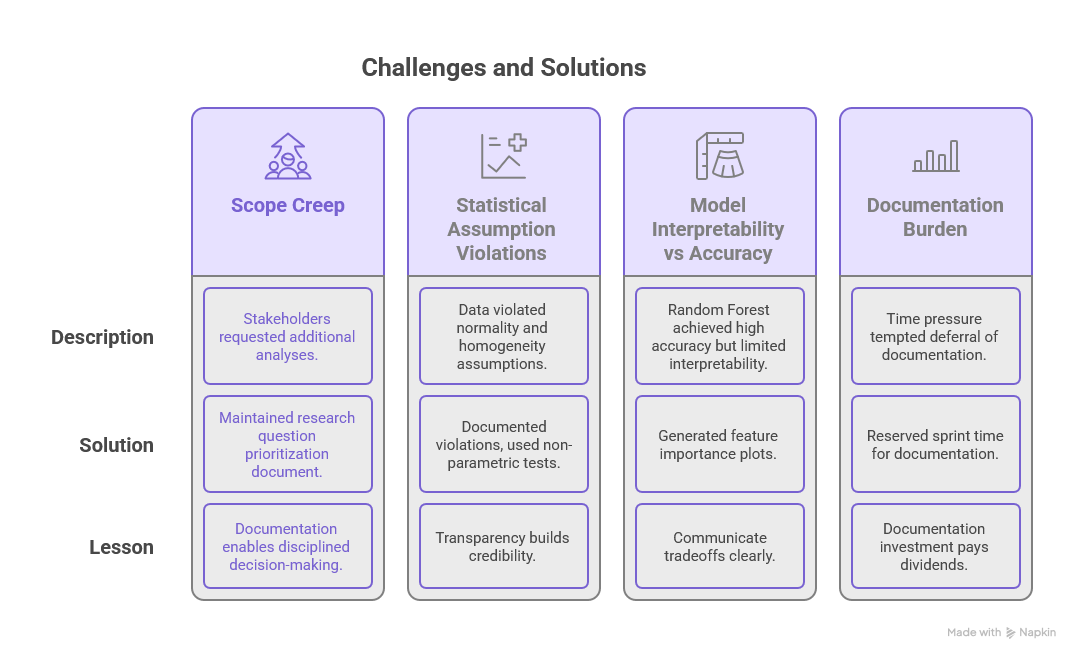 Challenges and Solutions
Scope Creep
Statistical
Assumption
Violations
Model
Interpretability
vs Accuracy
Documentation
Burden
Description
Stakeholders
requested additional
analyses.
Data violated
normality and
homogeneity
assumptions.
Random Forest
achieved high
accuracy but limited
interpretability.
Time pressure
tempted deferral of
documentation.
Solution
Maintained research
question
prioritization
document.
Documented
violations, used non-
parametric tests.
Generated feature
importance plots.
Reserved sprint time
for documentation.
Lesson
Documentation
enables disciplined
decision-making.
Transparency builds
credibility.
Communicate
tradeoffs clearly.
Documentation
investment pays
dividends.
Made with Napkin